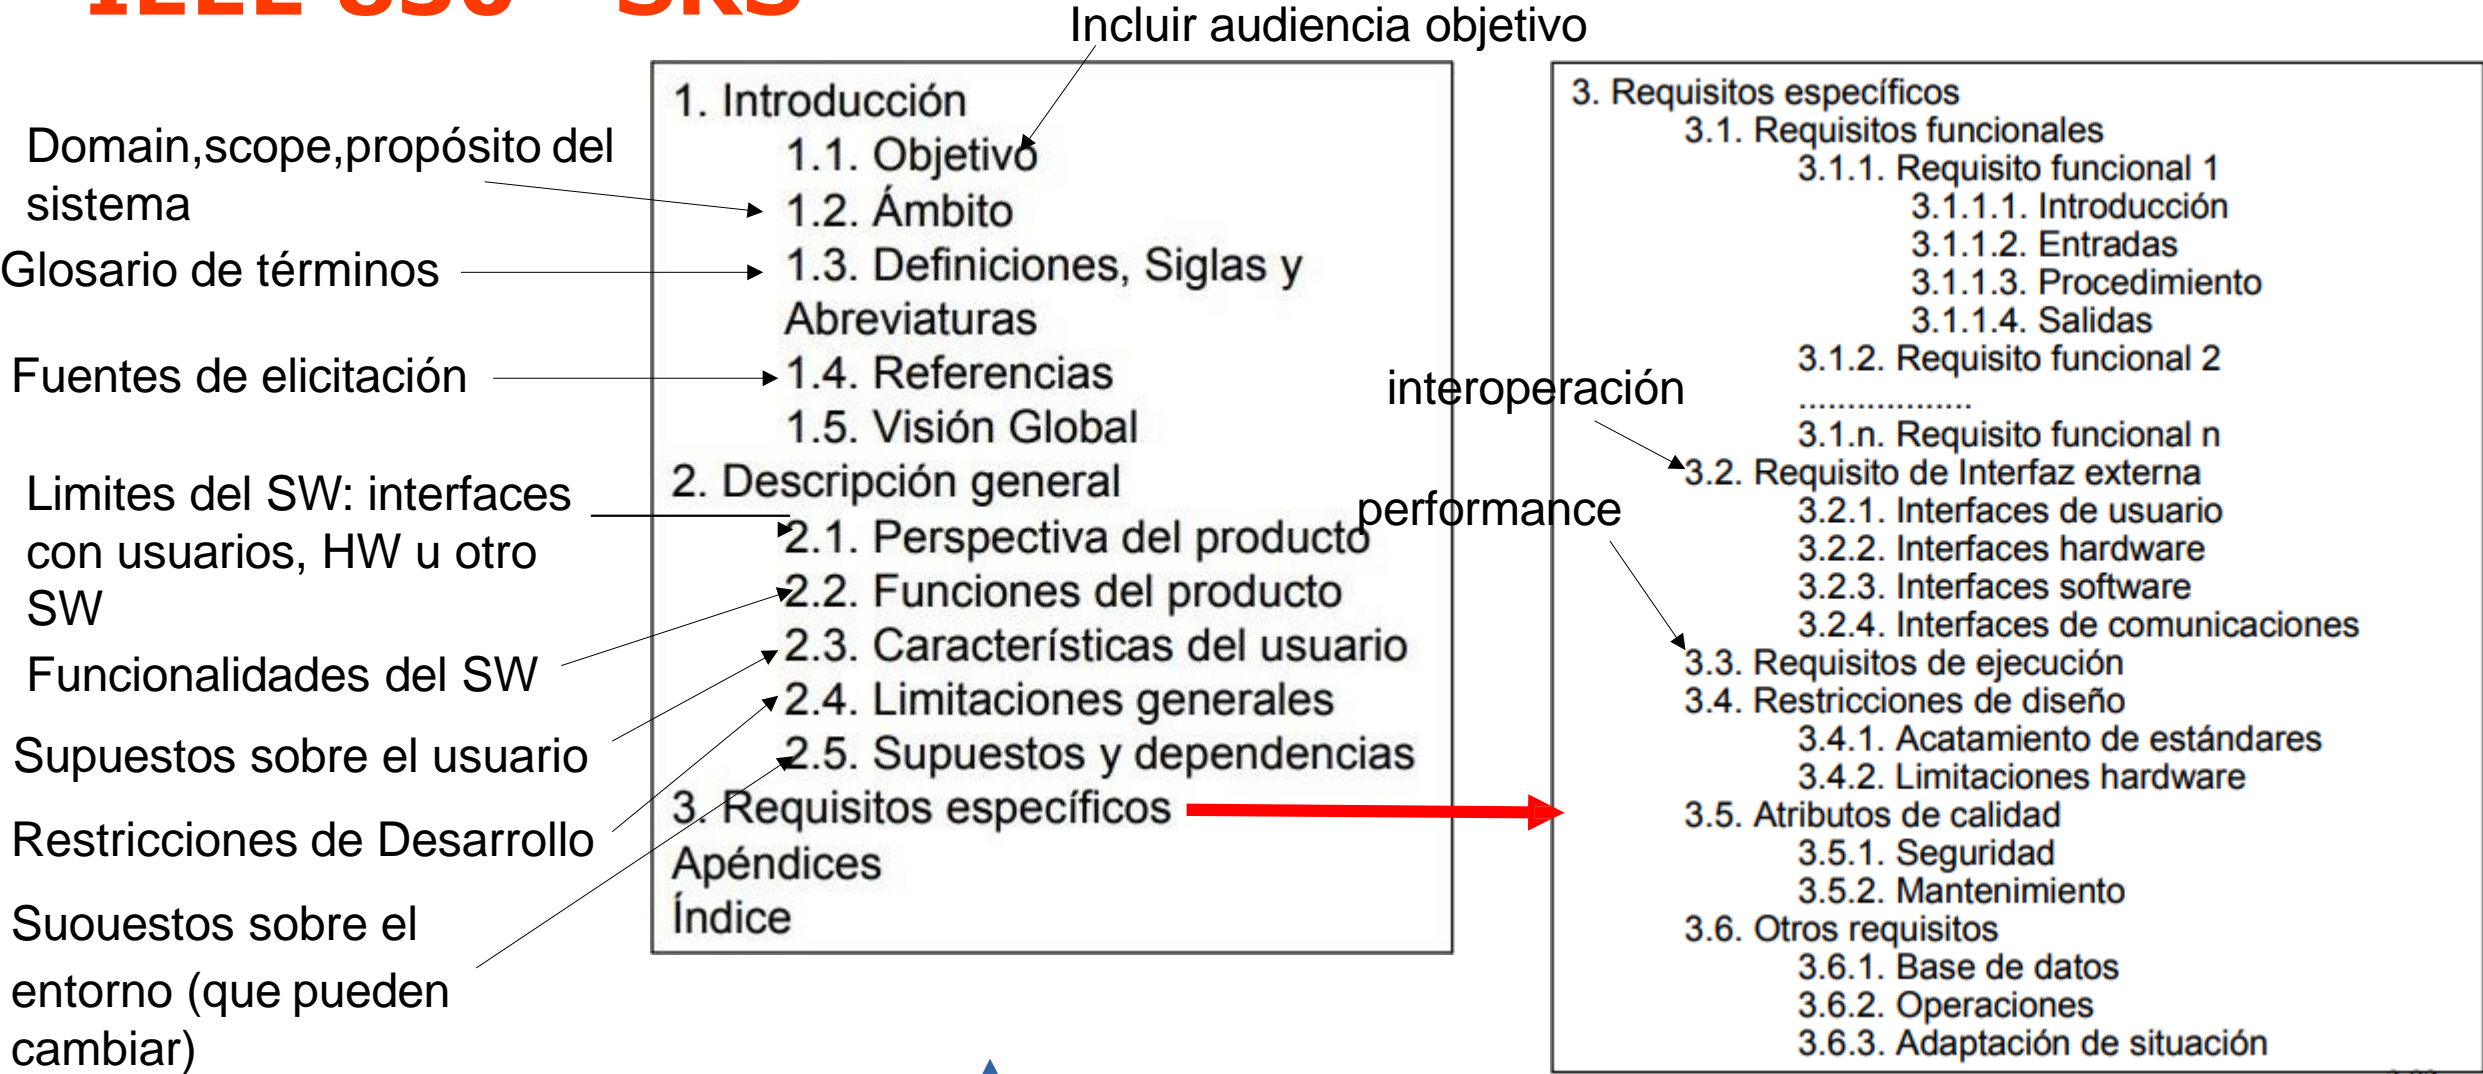 IEEE 830 - SRS
Incluir audiencia objetivo
Domain,scope,propósito del
sistema
Glosario de términos
Fuentes de elicitación
Limites del SW: interfaces
con usuarios, HW u otro
SW
Funcionalidades del SW
Supuestos sobre el usuario
Restricciones de Desarrollo
Suouestos sobre el
entorno (que pueden
cambiar)
1. Introducción
1.1. Objetivo
1.2. Ámbito
1.3. Definiciones, Siglas y
Abreviaturas
1.4. Referencias
1.5. Visión Global
2. Descripción general
2.1. Perspectiva del producto
2.2. Funciones del producto
2.3. Características del usuario
2.4. Limitaciones generales
2.5. Supuestos y dependencias
3. Requisitos específicos
Apéndices
Índice
interoperación
performance
3. Requisitos específicos
3.1. Requisitos funcionales
3.1.1. Requisito funcional 1
3.1.1.1. Introducción
3.1.1.2. Entradas
3.1.1.3. Procedimiento
3.1.1.4. Salidas
3.1.2. Requisito funcional 2
..................
3.1.n. Requisito funcional n
3.2. Requisito de Interfaz externa
3.2.1. Interfaces de usuario
3.2.2. Interfaces hardware
3.2.3. Interfaces software
3.2.4. Interfaces de comunicaciones
3.3. Requisitos de ejecución
3.4. Restricciones de diseño
3.4.1. Acatamiento de estándares
3.4.2. Limitaciones hardware
3.5. Atributos de calidad
3.5.1. Seguridad
3.5.2. Mantenimiento
3.6. Otros requisitos
3.6.1. Base de datos
3.6.2. Operaciones
3.6.3. Adaptación de situación